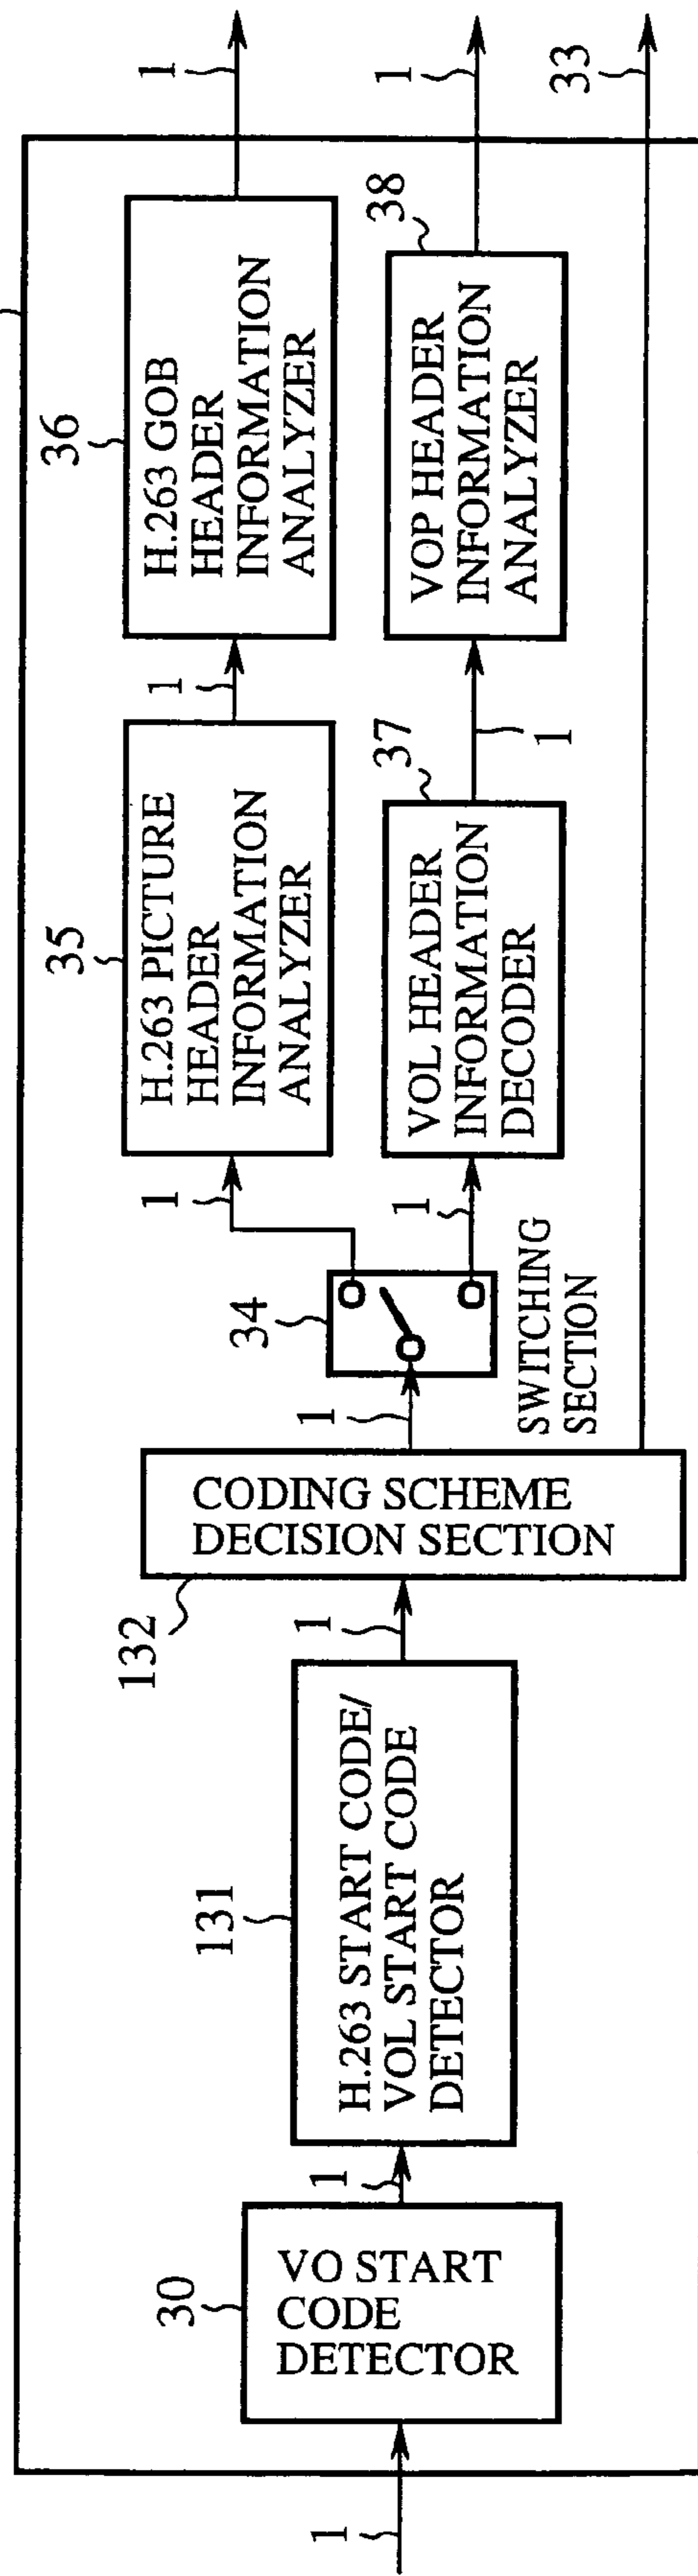 1
30
VO START
CODE
DETECTOR
1
131
H.263 START CODE/
VOL START CODE
DETECTOR
1
132
CODING SCHEME
DECISION SECTION
1
34
SWITCHING
SECTION
1
35
H.263 PICTURE
HEADER
INFORMATION
ANALYZER
1
36
H.263 GOB
HEADER
INFORMATION
ANALYZER
1
1
37
VOL HEADER
INFORMATION
DECODER
1
38
VOP HEADER
INFORMATION
ANALYZER
1
33